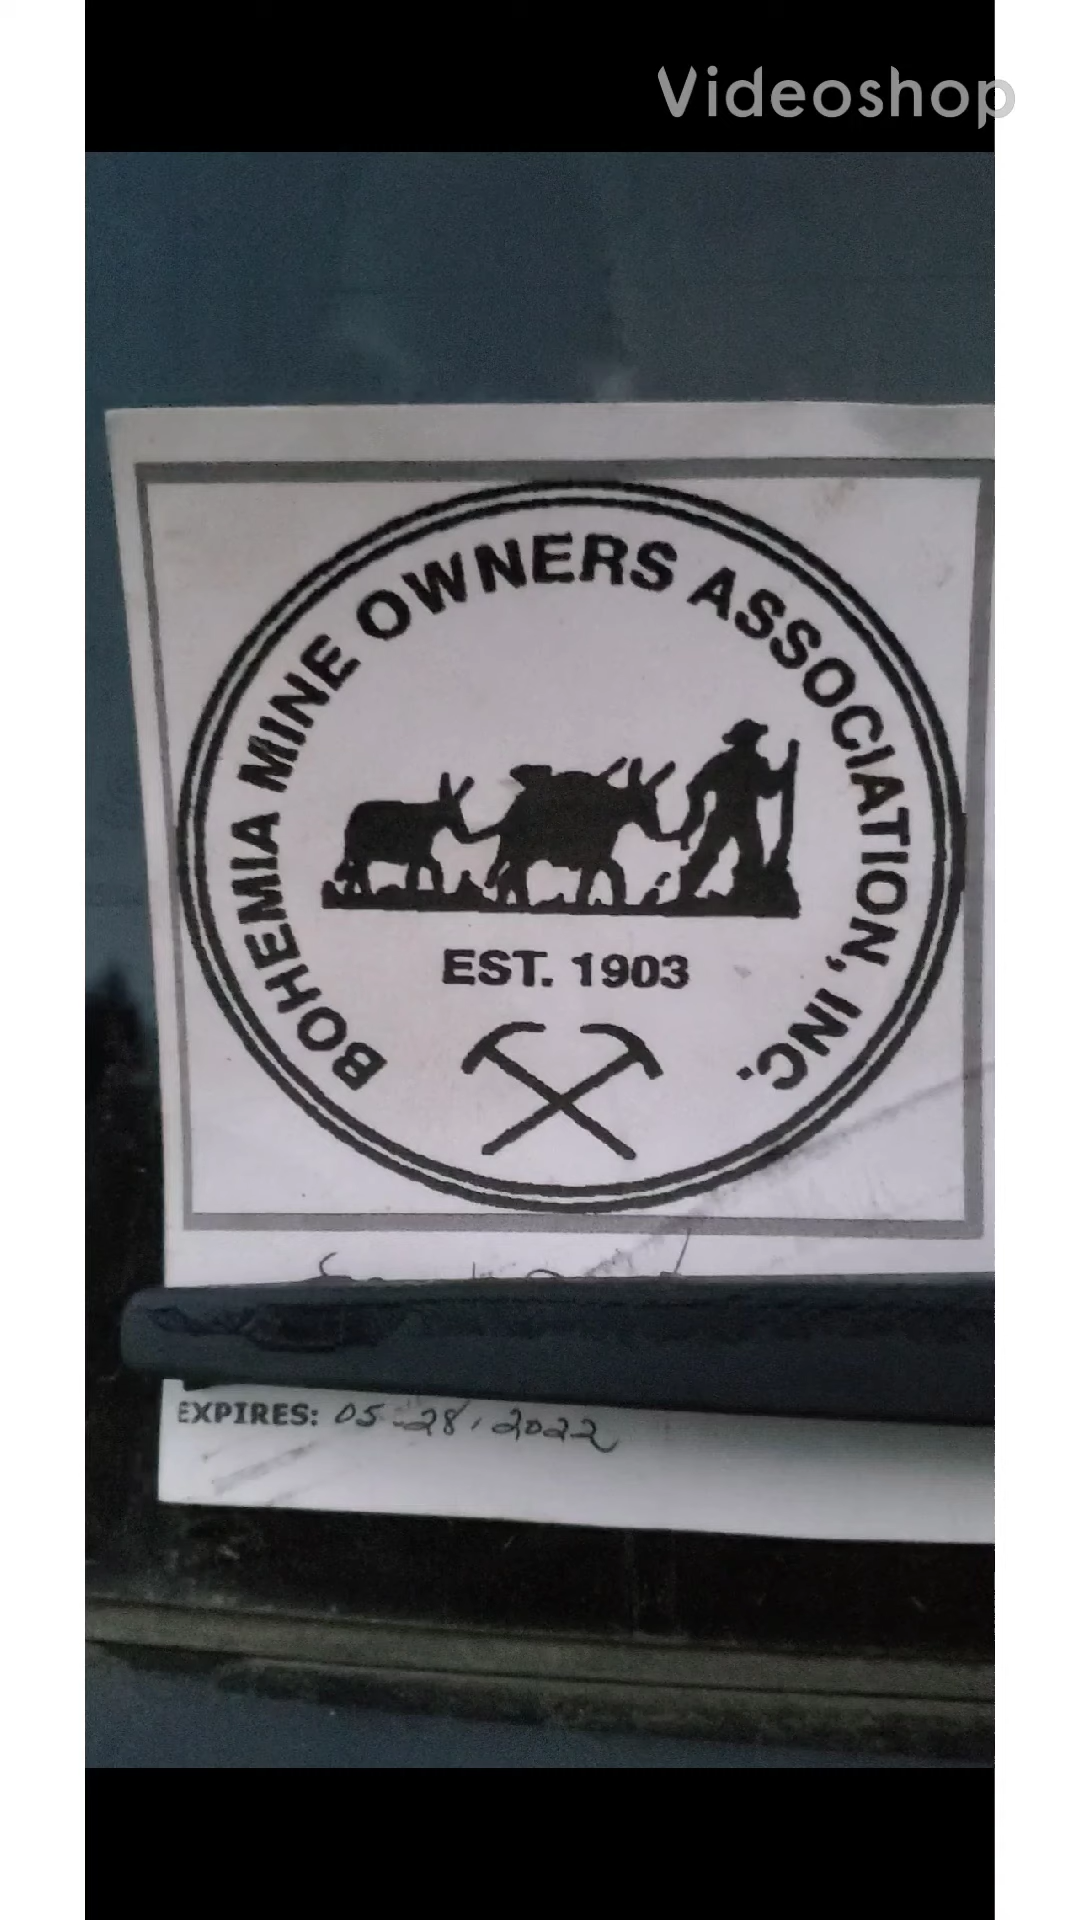 Videoshop
BOHEMIA MINE OWNERS ASSOCIATION, INC.
EST. 1903
EXPIRES: 05-28, 2022